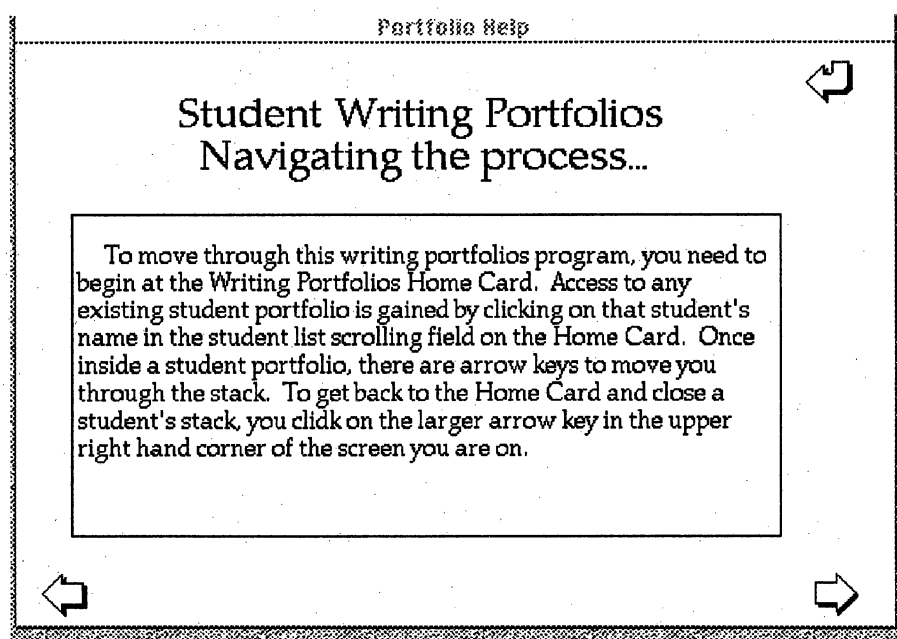 Portfolio Help
Student Writing Portfolios
Navigating the process...
To move through this writing portfolios program, you need to
begin at the Writing Portfolios Home Card. Access to any
existing student portfolio is gained by clicking on that student's
name in the student list scrolling field on the Home Card. Once
inside a student portfolio, there are arrow keys to move you
through the stack. To get back to the Home Card and close a
student's stack, you clidk on the larger arrow key in the upper
right hand corner of the screen you are on.